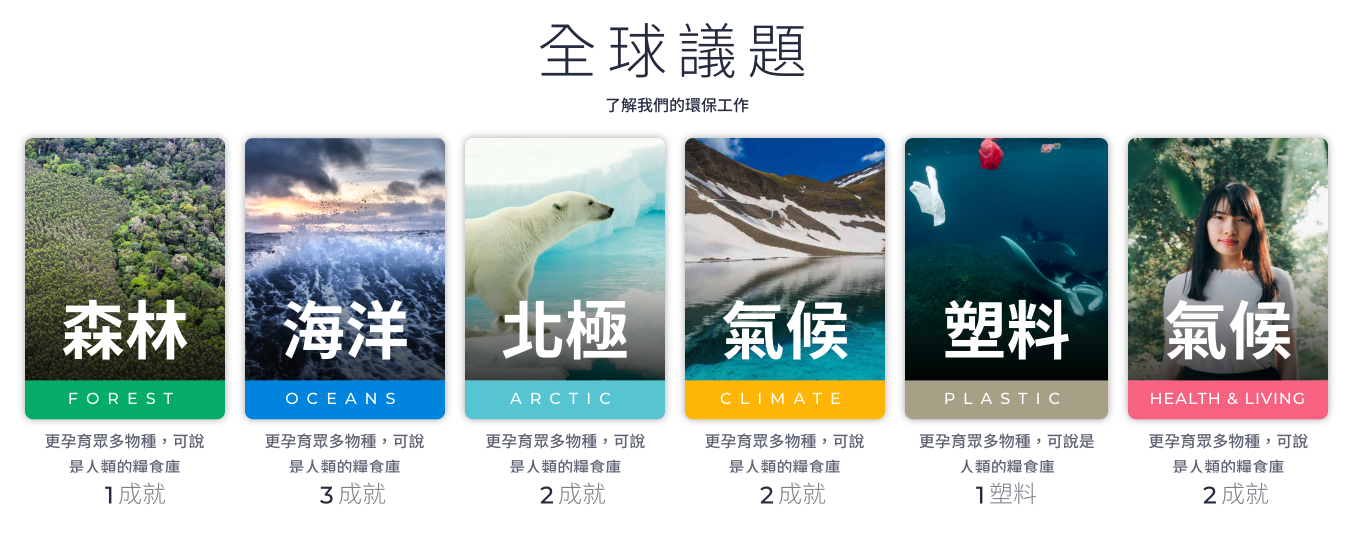 全球議題
了解我們的環保工作
森林
FOREST
更孕育眾多物種，可說
是人類的糧食庫
1 成就
海洋
OCEANS
更孕育眾多物種，可說
是人類的糧食庫
3 成就
北極
ARCTIC
更孕育眾多物種，可說
是人類的糧食庫
2 成就
氣候
CLIMATE
更孕育眾多物種，可說
是人類的糧食庫
2 成就
塑料
PLASTIC
更孕育眾多物種，可說是
人類的糧食庫
1 塑料
氣候
HEALTH & LIVING
更孕育眾多物種，可說
是人類的糧食庫
2 成就